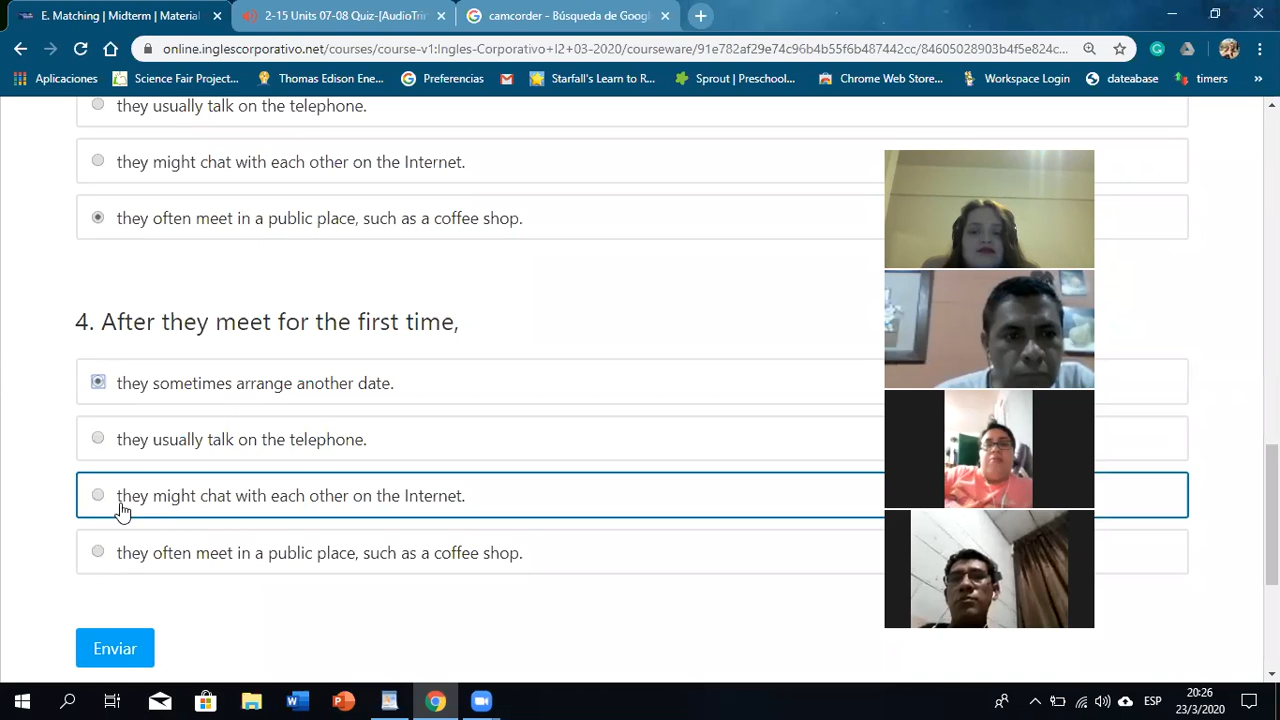 E. Matching | Midterm | Material
2-15 Units 07-08 Quiz-[AudioTrim
camcorder - Búsqueda de Googl
online.inglescorporativo.net/courses/course-v1:Ingles-Corporativo+I2+03-2020/courseware/91e782af29e74c96b4b55f6b487442cc/84605028903b4f5e824c...
Aplicaciones
Science Fair Project...
Thomas Edison Ene...
Preferencias
Starfall's Learn to R...
Sprout | Preschool...
Chrome Web Store...
Workspace Login
dateabase
timers
they usually talk on the telephone.
they might chat with each other on the Internet.
they often meet in a public place, such as a coffee shop.
4. After they meet for the first time,
they sometimes arrange another date.
they usually talk on the telephone.
they might chat with each other on the Internet.
they often meet in a public place, such as a coffee shop.
Enviar
ESP
20:26
23/3/2020